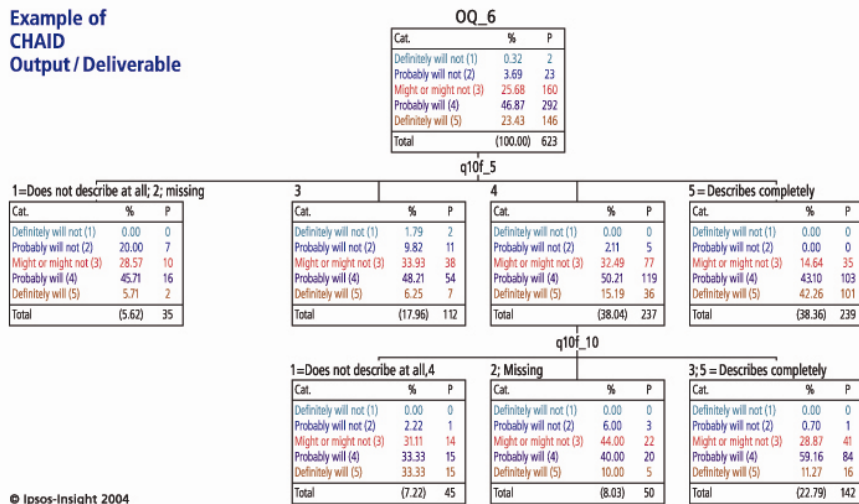 Example of
CHAID
Output / Deliverable
OQ_6
Cat. % P
Definitely will not (1) 0.32 2
Probably will not (2) 3.69 23
Might or might not (3) 25.68 160
Probably will (4) 46.87 292
Definitely will (5) 23.43 146
Total (100.00) 623
q10f_5
1=Does not describe at all; 2; missing
Cat. % P
Definitely will not (1) 0.00 0
Probably will not (2) 20.00 7
Might or might not (3) 28.57 10
Probably will (4) 45.71 16
Definitely will (5) 5.71 2
Total (5.62) 35
3
Cat. % P
Definitely will not (1) 1.79 2
Probably will not (2) 9.82 11
Might or might not (3) 33.93 38
Probably will (4) 48.21 54
Definitely will (5) 6.25 7
Total (17.96) 112
4
Cat. % P
Definitely will not (1) 0.00 0
Probably will not (2) 2.11 5
Might or might not (3) 32.49 77
Probably will (4) 50.21 119
Definitely will (5) 15.19 36
Total (38.04) 237
5 = Describes completely
Cat. % P
Definitely will not (1) 0.00 0
Probably will not (2) 0.00 0
Might or might not (3) 14.64 35
Probably will (4) 43.10 103
Definitely will (5) 42.26 101
Total (38.36) 239
q10f_10
1=Does not describe at all,4
Cat. % P
Definitely will not (1) 0.00 0
Probably will not (2) 2.22 1
Might or might not (3) 31.11 14
Probably will (4) 33.33 15
Definitely will (5) 33.33 15
Total (7.22) 45
2; Missing
Cat. % P
Definitely will not (1) 0.00 0
Probably will not (2) 6.00 3
Might or might not (3) 44.00 22
Probably will (4) 40.00 20
Definitely will (5) 10.00 5
Total (8.03) 50
3; 5 = Describes completely
Cat. % P
Definitely will not (1) 0.00 0
Probably will not (2) 0.70 1
Might or might not (3) 28.87 41
Probably will (4) 59.16 84
Definitely will (5) 11.27 16
Total (22.79) 142
© Ipsos-Insight 2004